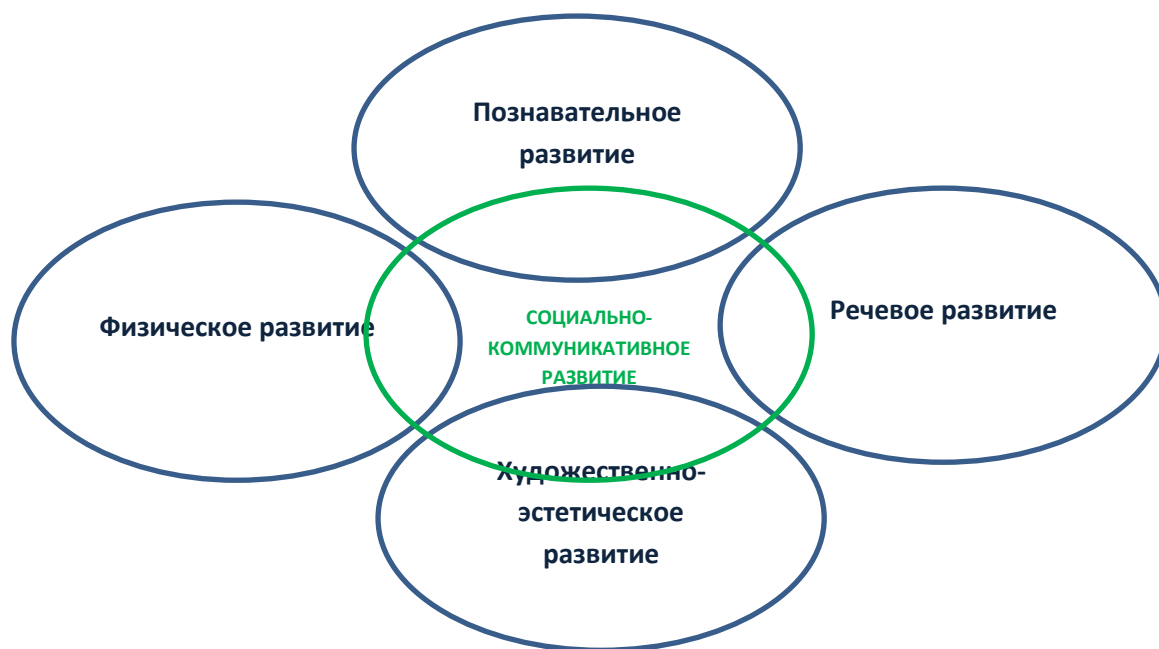 Познавательное
развитие
Физическое развитие
СОЦИАЛЬНО-
КОММУНИКАТИВНОЕ
РАЗВИТИЕ
Речевое развитие
Художественно-
эстетическое
развитие